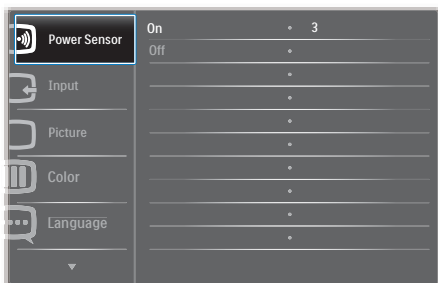 Power Sensor
On 3
Off
Input
Picture
Color
Language